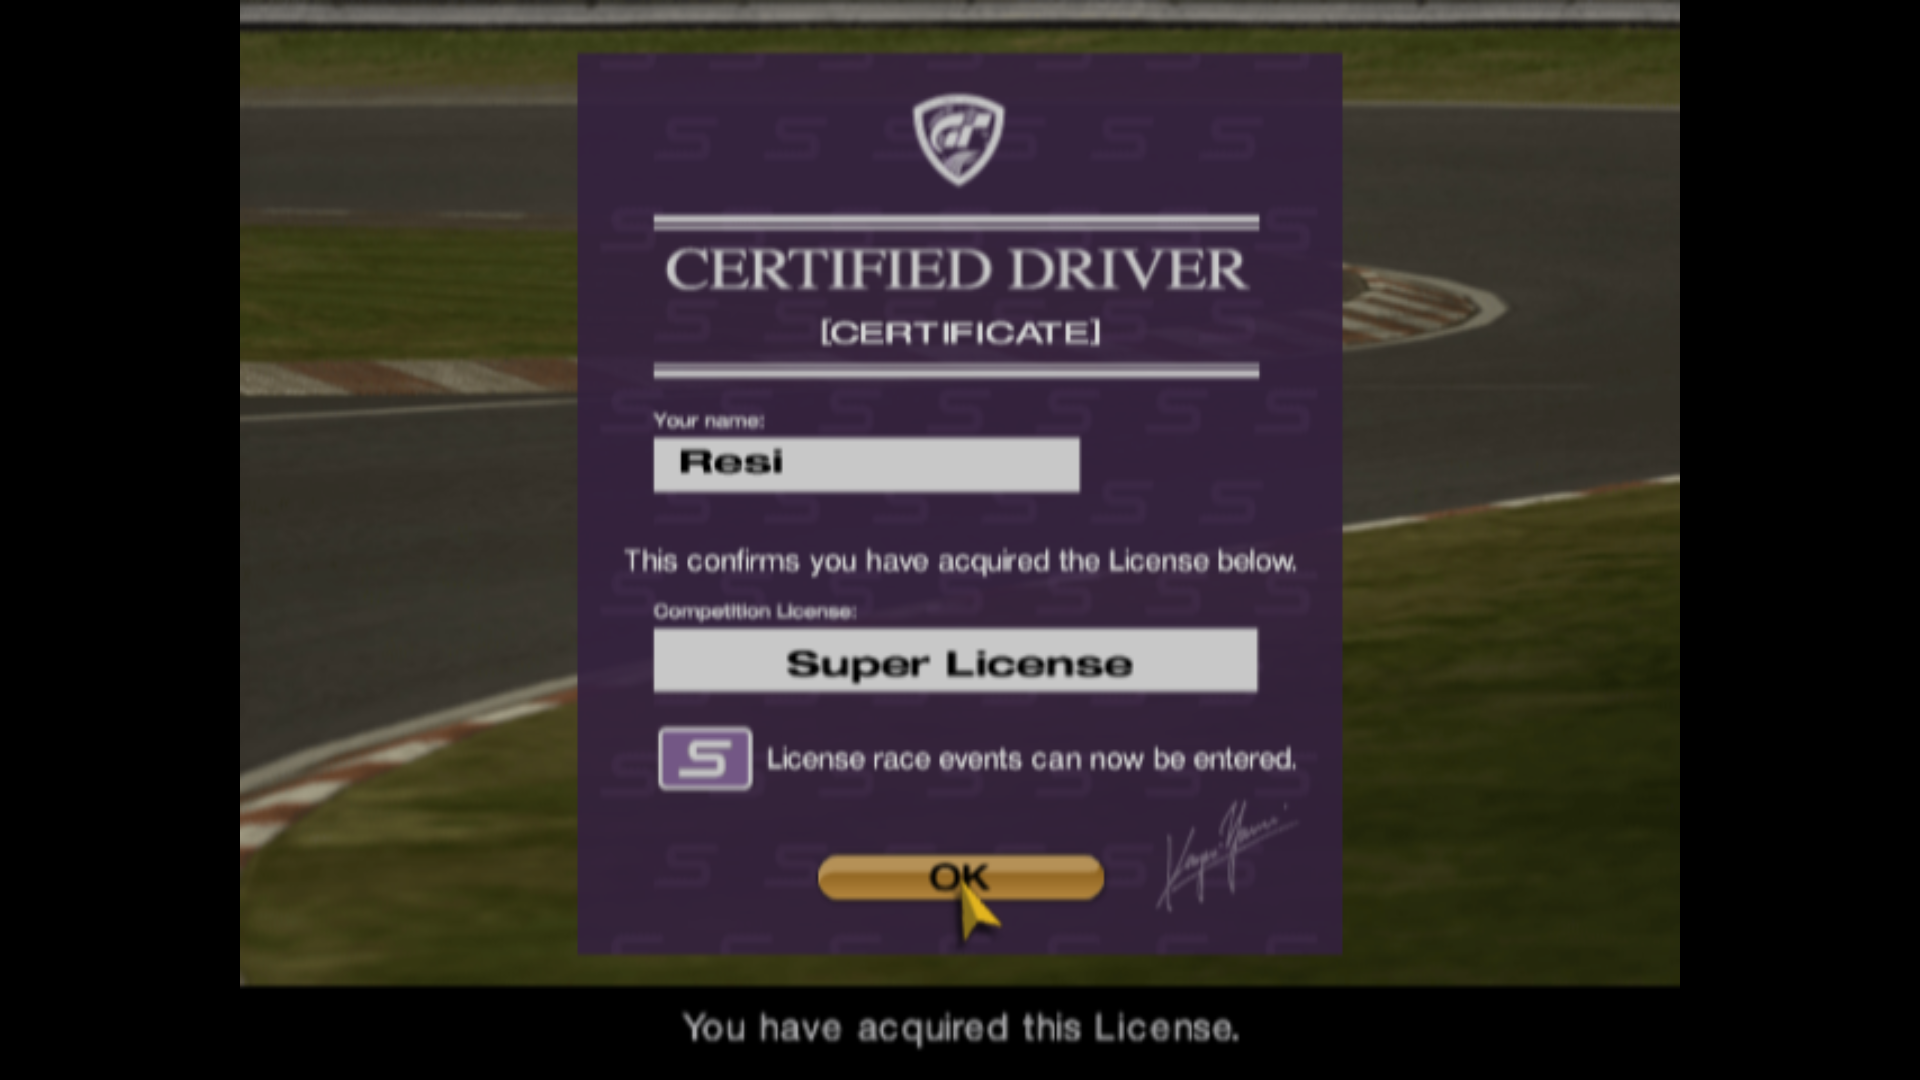 GT
CERTIFIED DRIVER
[CERTIFICATE]
Your name:
Resi
This confirms you have acquired the License below.
Competition License:
Super License
S License race events can now be entered.
OK
You have acquired this License.